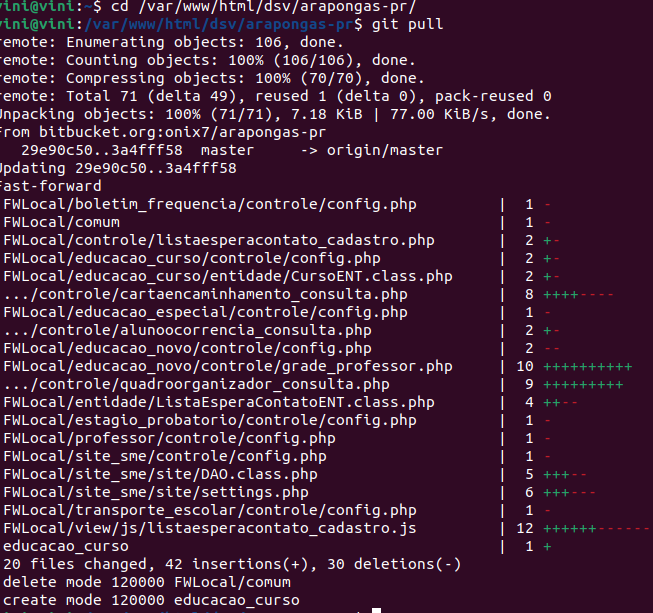 vini@vini:~$ cd /var/www/html/dsv/arapongas-pr/
vini@vini:/var/www/html/dsv/arapongas-pr$ git pull
remote: Enumerating objects: 106, done.
remote: Counting objects: 100% (106/106), done.
remote: Compressing objects: 100% (70/70), done.
remote: Total 71 (delta 49), reused 1 (delta 0), pack-reused 0
Unpacking objects: 100% (71/71), 7.18 KiB | 77.00 KiB/s, done.
From bitbucket.org:onix7/arapongas-pr
   29e90c50..3a4fff58  master     -> origin/master
Updating 29e90c50..3a4fff58
Fast-forward
 FWLocal/boletim_frequencia/controle/config.php         |  1 -
 FWLocal/comum                                          |  1 -
 FWLocal/controle/listaesperacontato_cadastro.php       |  2 +-
 FWLocal/educacao_curso/controle/config.php             |  2 +-
 FWLocal/educacao_curso/entidade/CursoENT.class.php     |  2 +-
 .../controle/cartaencaminhamento_consulta.php          |  8 ++++----
 FWLocal/educacao_especial/controle/config.php          |  1 -
 .../controle/alunoocorrencia_consulta.php              |  2 +-
 FWLocal/educacao_novo/controle/config.php              |  2 --
 FWLocal/educacao_novo/controle/grade_professor.php     | 10 ++++++++++
 .../controle/quadroorganizador_consulta.php            |  9 +++++++++
 FWLocal/entidade/ListaEsperaContatoENT.class.php       |  4 ++--
 FWLocal/estagio_probatorio/controle/config.php         |  1 -
 FWLocal/professor/controle/config.php                  |  1 -
 FWLocal/site_sme/controle/config.php                   |  1 -
 FWLocal/site_sme/site/DAO.class.php                    |  5 +++--
 FWLocal/site_sme/site/settings.php                     |  6 +++---
 FWLocal/transporte_escolar/controle/config.php         |  1 -
 FWLocal/view/js/listaesperacontato_cadastro.js         | 12 ++++++------
 educacao_curso                                         |  1 +
 20 files changed, 42 insertions(+), 30 deletions(-)
 delete mode 120000 FWLocal/comum
 create mode 120000 educacao_curso